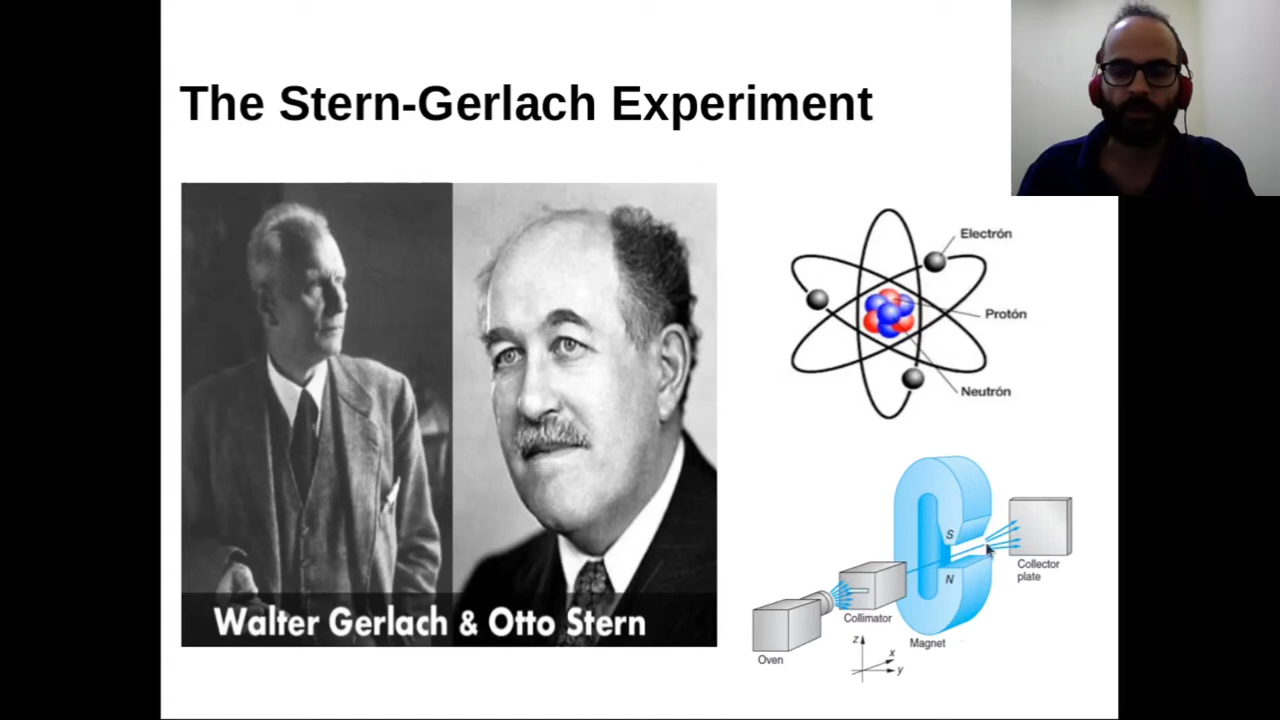 The Stern-Gerlach Experiment
Walter Gerlach & Otto Stern
Electrón
Protón
Neutrón
S
N
Collector
plate
Collimator
Magnet
Oven
z
x
y